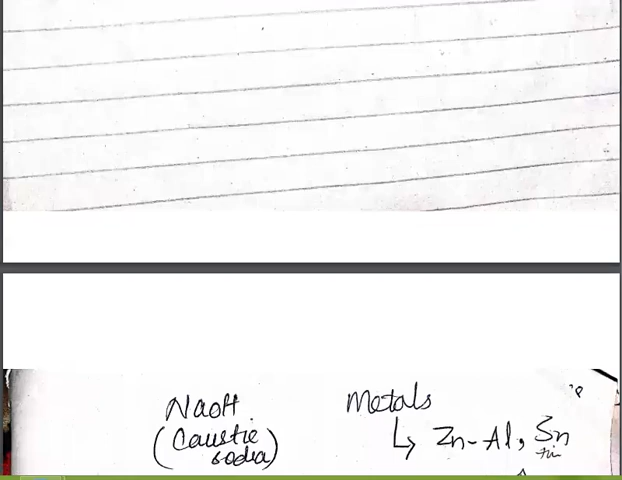 NaOH
(Caustic
soda)
Metals
↳ Zn-Al, Sn
tin